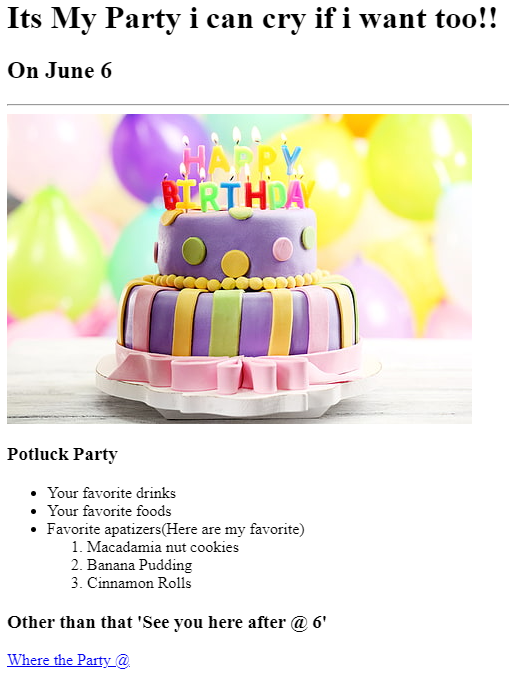 Its My Party i can cry if i want too!!
On June 6
HAPPY
BIRTHDAY
Potluck Party
• Your favorite drinks
• Your favorite foods
• Favorite apatizers(Here are my favorite)
1. Macadamia nut cookies
2. Banana Pudding
3. Cinnamon Rolls
Other than that 'See you here after @ 6'
Where the Party @